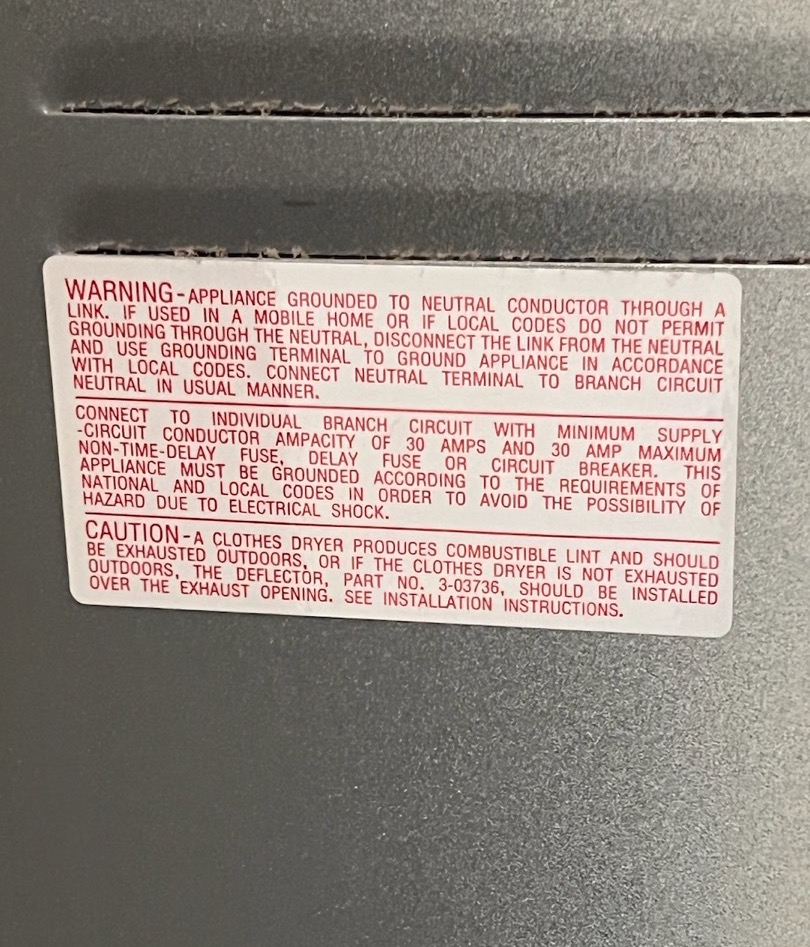 WARNING-APPLIANCE GROUNDED TO NEUTRAL CONDUCTOR THROUGH A
LINK. IF USED IN A MOBILE HOME OR IF LOCAL CODES DO NOT PERMIT
GROUNDING THROUGH THE NEUTRAL, DISCONNECT THE LINK FROM THE NEUTRAL
AND USE GROUNDING TERMINAL TO GROUND APPLIANCE IN ACCORDANCE
WITH LOCAL CODES. CONNECT NEUTRAL TERMINAL TO BRANCH CIRCUIT
NEUTRAL IN USUAL MANNER.
CONNECT TO INDIVIDUAL BRANCH CIRCUIT WITH MINIMUM SUPPLY
-CIRCUIT CONDUCTOR AMPACITY OF 30 AMPS AND 30 AMP MAXIMUM
NON-TIME-DELAY FUSE, DELAY FUSE OR CIRCUIT BREAKER. THIS
APPLIANCE MUST BE GROUNDED ACCORDING TO THE REQUIREMENTS OF
NATIONAL AND LOCAL CODES IN ORDER TO AVOID THE POSSIBILITY OF
HAZARD DUE TO ELECTRICAL SHOCK.
CAUTION-A CLOTHES DRYER PRODUCES COMBUSTIBLE LINT AND SHOULD
BE EXHAUSTED OUTDOORS, OR IF THE CLOTHES DRYER IS NOT EXHAUSTED
OUTDOORS, THE DEFLECTOR, PART NO. 3-03736, SHOULD BE INSTALLED
OVER THE EXHAUST OPENING. SEE INSTALLATION INSTRUCTIONS.